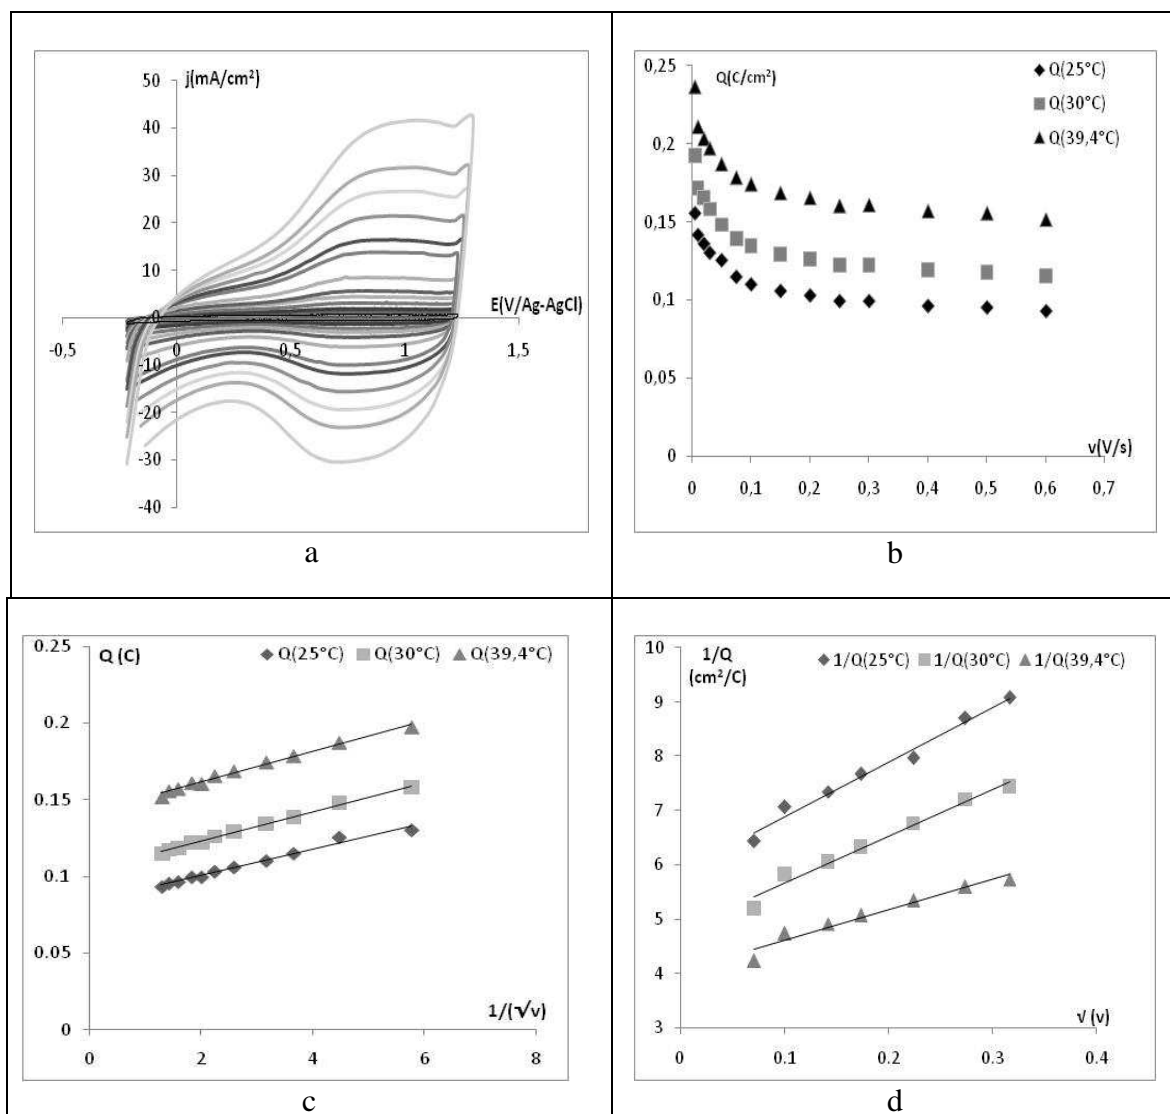 j(mA/cm²)
50
40
30
20
10
0
-10
-20
-30
-40
E(V/Ag-AgCl)
-0,5
0
0,5
1
1,5
a
Q(C/cm²)
0,25
0,2
0,15
0,1
0,05
0
Q(25°C)
Q(30°C)
Q(39,4°C)
v(V/s)
0 0,1 0,2 0,3 0,4 0,5 0,6 0,7
b
Q (C)
Q(25°C) Q(30°C) Q(39,4°C)
0.25
0.2
0.15
0.1
0.05
0
1/(√v)
0 2 4 6 8
c
1/Q
(cm²/C)
1/Q(25°C) 1/Q(30°C) 1/Q(39,4°C)
10
9
8
7
6
5
4
3
√ (v)
0 0.1 0.2 0.3 0.4
d